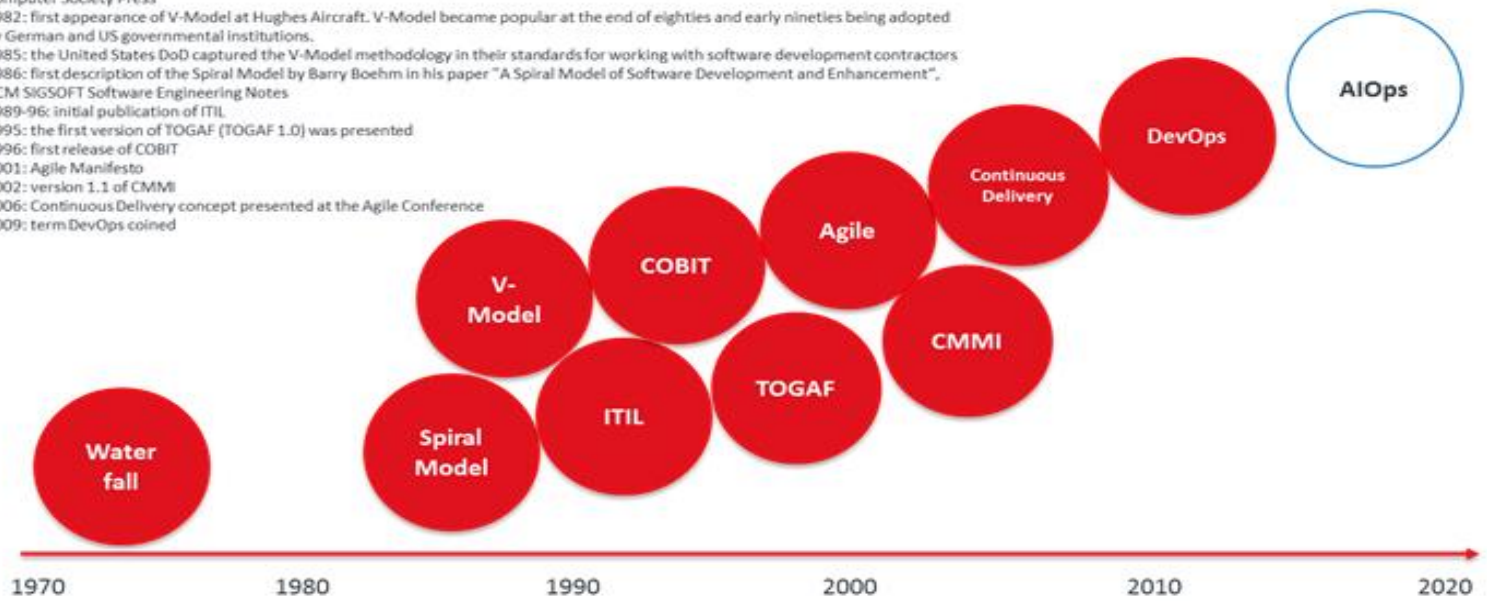 omputer Society Press
982: first appearance of V-Model at Hughes Aircraft. V-Model became popular at the end of eighties and early nineties being adopted
German and US governmental institutions.
985: the United States DoD captured the V-Model methodology in their standards for working with software development contractors
986: first description of the Spiral Model by Barry Boehm in his paper "A Spiral Model of Software Development and Enhancement",
CM SIGSOFT Software Engineering Notes
989-96: initial publication of ITIL
995: the first version of TOGAF (TOGAF 1.0) was presented
996: first release of COBIT
001: Agile Manifesto
002: version 1.1 of CMMI
006: Continuous Delivery concept presented at the Agile Conference
009: term DevOps coined
AIOps
DevOps
Continuous
Delivery
Agile
COBIT
V-
Model
CMMI
TOGAF
ITIL
Spiral
Model
Water
fall
1970 1980 1990 2000 2010 2020